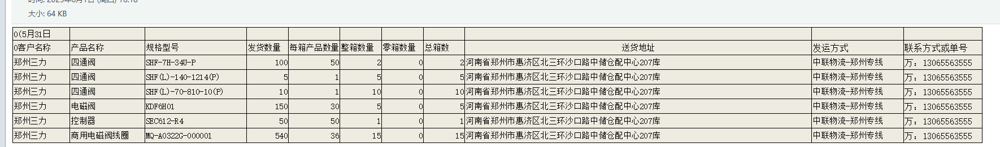 大小: 64 KB
0(5月31日
0客户名称 产品名称 规格型号 发货数量 每箱产品数量 整箱数量 零箱数量 总箱数 送货地址 发运方式 联系方式或单号
郑州三力 四通阀 SHF-7H-34U-P 100 50 2 0 2 河南省郑州市惠济区北三环沙口路中储仓配中心207库 中联物流-郑州专线 万：13065563555
郑州三力 四通阀 SHF(L)-140-1214(P) 5 1 5 0 5 河南省郑州市惠济区北三环沙口路中储仓配中心207库 中联物流-郑州专线 万：13065563555
郑州三力 四通阀 SHF(L)-70-810-10(P) 10 1 10 0 10 河南省郑州市惠济区北三环沙口路中储仓配中心207库 中联物流-郑州专线 万：13065563555
郑州三力 电磁阀 KDF6H01 150 30 5 0 5 河南省郑州市惠济区北三环沙口路中储仓配中心207库 中联物流-郑州专线 万：13065563555
郑州三力 控制器 SEC612-R4 50 50 1 0 1 河南省郑州市惠济区北三环沙口路中储仓配中心207库 中联物流-郑州专线 万：13065563555
郑州三力 商用电磁阀线圈 MQ-A0322G-000001 540 36 15 0 15 河南省郑州市惠济区北三环沙口路中储仓配中心207库 中联物流-郑州专线 万：13065563555